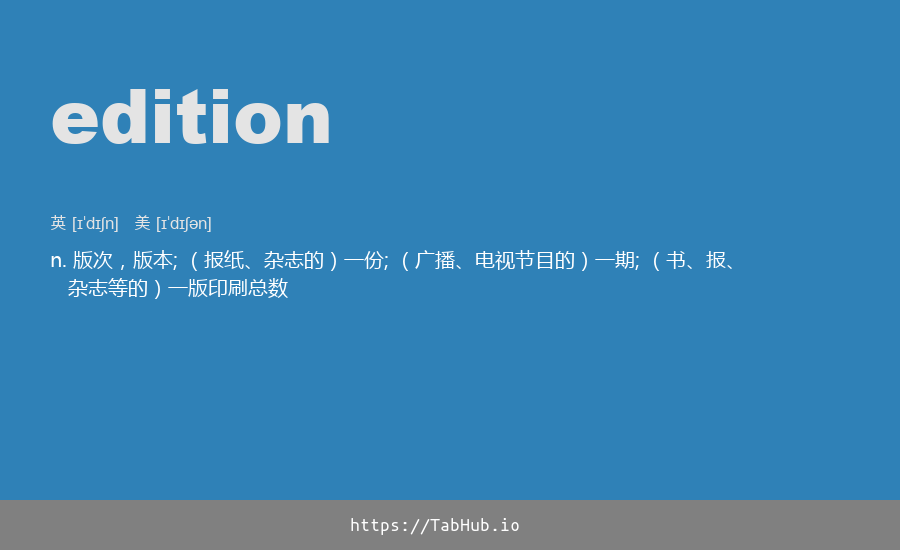 edition
英 [ɪˈdɪʃn] 美 [ɪˈdɪʃən]
n. 版次，版本; （报纸、杂志的）一份; （广播、电视节目的）一期; （书、报、
杂志等的）一版印刷总数
https://TabHub.io